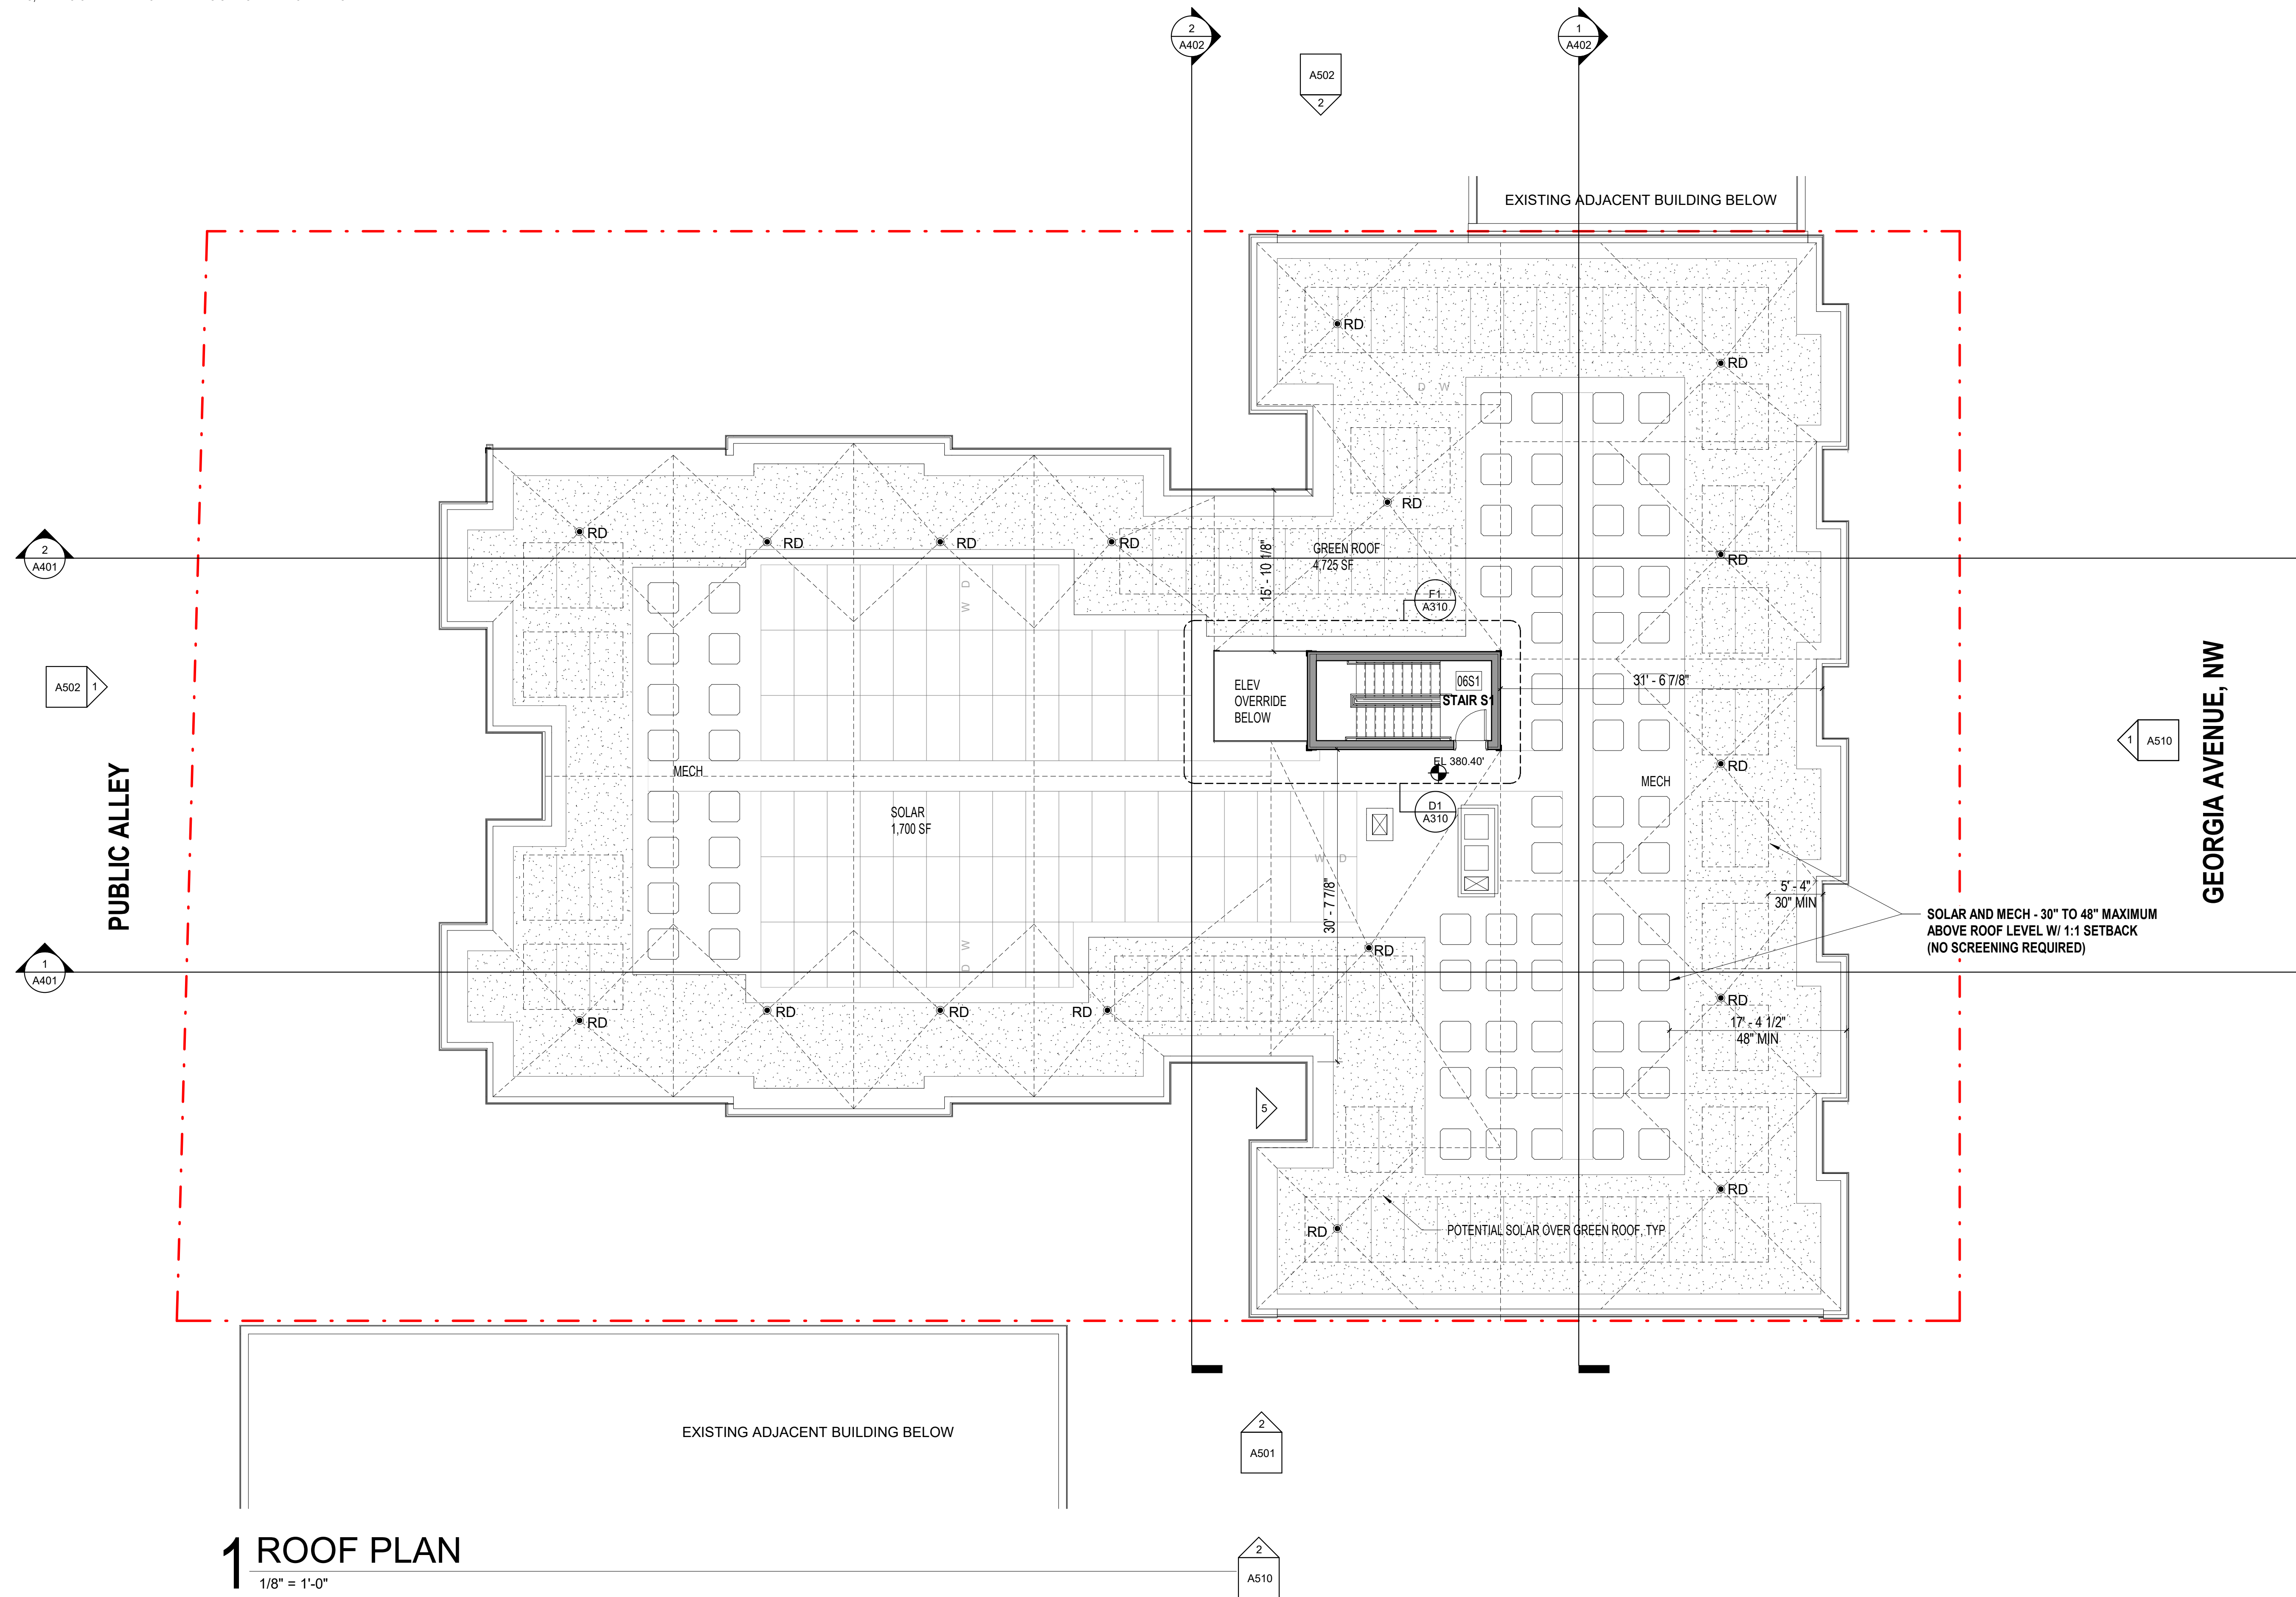 2
A402
1
A402
A502
2
EXISTING ADJACENT BUILDING BELOW
RD
RD
D W
RD
RD
RD
RD
RD
RD
2
A401
GREEN ROOF
4,725 SF
15' - 10 1/8"
W D
F1
A310
A502
1
ELEV
OVERRIDE
BELOW
06S1
STAIR S1
31' - 6 7/8"
1
A510
GEORGIA AVENUE, NW
PUBLIC ALLEY
MECH
EL 380.40'
RD
MECH
SOLAR
1,700 SF
D1
A310
W D
30' - 7 7/8"
5' - 4"
30" MIN
SOLAR AND MECH - 30" TO 48" MAXIMUM
ABOVE ROOF LEVEL W/ 1:1 SETBACK
(NO SCREENING REQUIRED)
D W
RD
1
A401
RD
RD
RD
RD
RD
17' - 4 1/2"
48" MIN
5
RD
RD
POTENTIAL SOLAR OVER GREEN ROOF, TYP
EXISTING ADJACENT BUILDING BELOW
2
A501
1 ROOF PLAN
1/8" = 1'-0"
2
A510